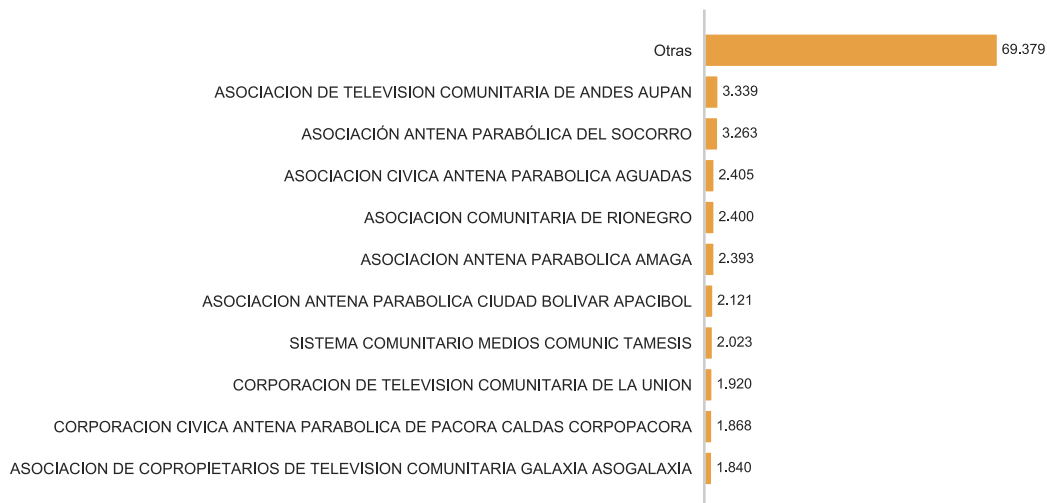 Otras 69.379
ASOCIACION DE TELEVISION COMUNITARIA DE ANDES AUPAN 3.339
ASOCIACIÓN ANTENA PARABÓLICA DEL SOCORRO 3.263
ASOCIACION CIVICA ANTENA PARABOLICA AGUADAS 2.405
ASOCIACION COMUNITARIA DE RIONEGRO 2.400
ASOCIACION ANTENA PARABOLICA AMAGA 2.393
ASOCIACION ANTENA PARABOLICA CIUDAD BOLIVAR APACIBOL 2.121
SISTEMA COMUNITARIO MEDIOS COMUNIC TAMESIS 2.023
CORPORACION DE TELEVISION COMUNITARIA DE LA UNION 1.920
CORPORACION CIVICA ANTENA PARABOLICA DE PACORA CALDAS CORPOPACORA 1.868
ASOCIACION DE COPROPIETARIOS DE TELEVISION COMUNITARIA GALAXIA ASOGALAXIA 1.840